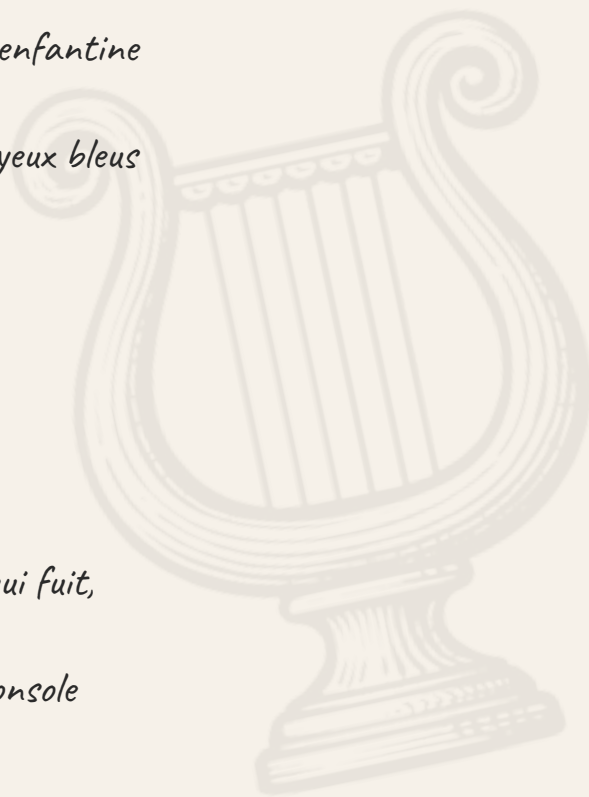 enfantine
yeux bleus
ui fuit,
onsole